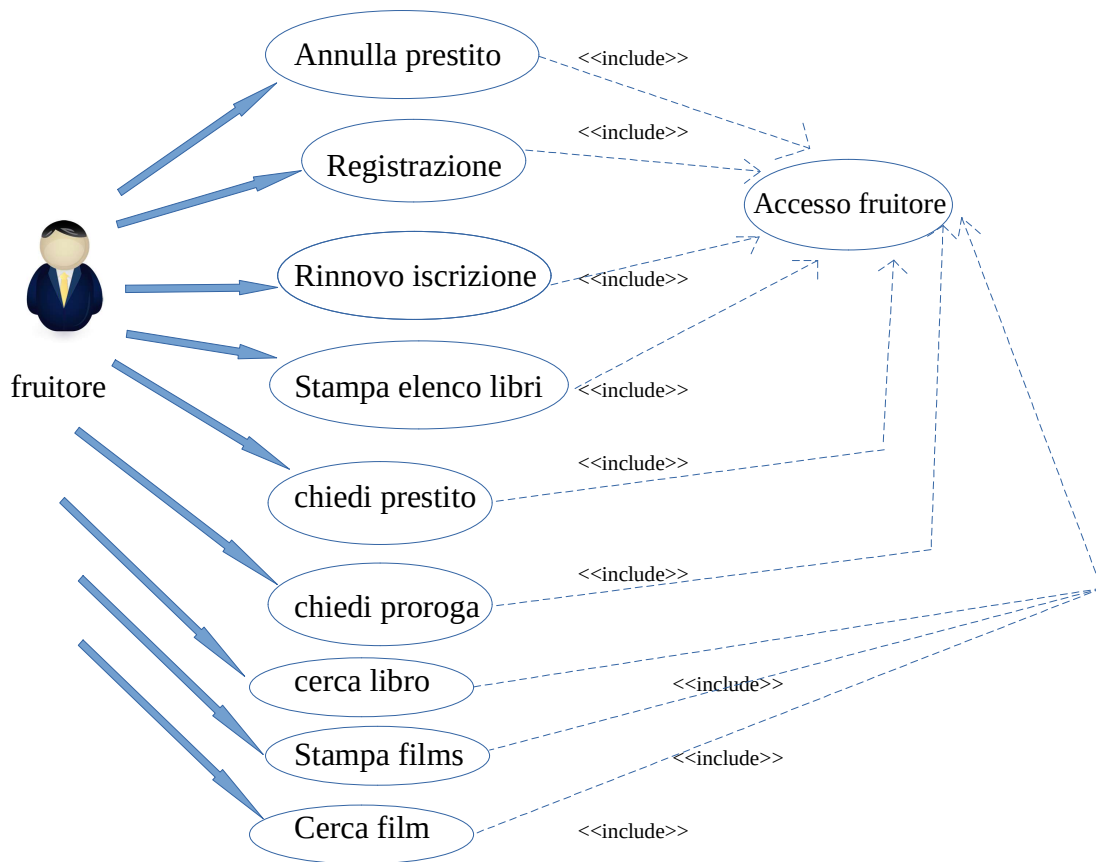 Annulla prestito
<<include>>
<<include>>
Registrazione
Accesso fruitore
Rinnovo iscrizione
<<include>>
fruitore
Stampa elenco libri
<<include>>
<<include>>
chiedi prestito
<<include>>
chiedi proroga
cerca libro
<<include>>
Stampa films
<<include>>
Cerca film
<<include>>